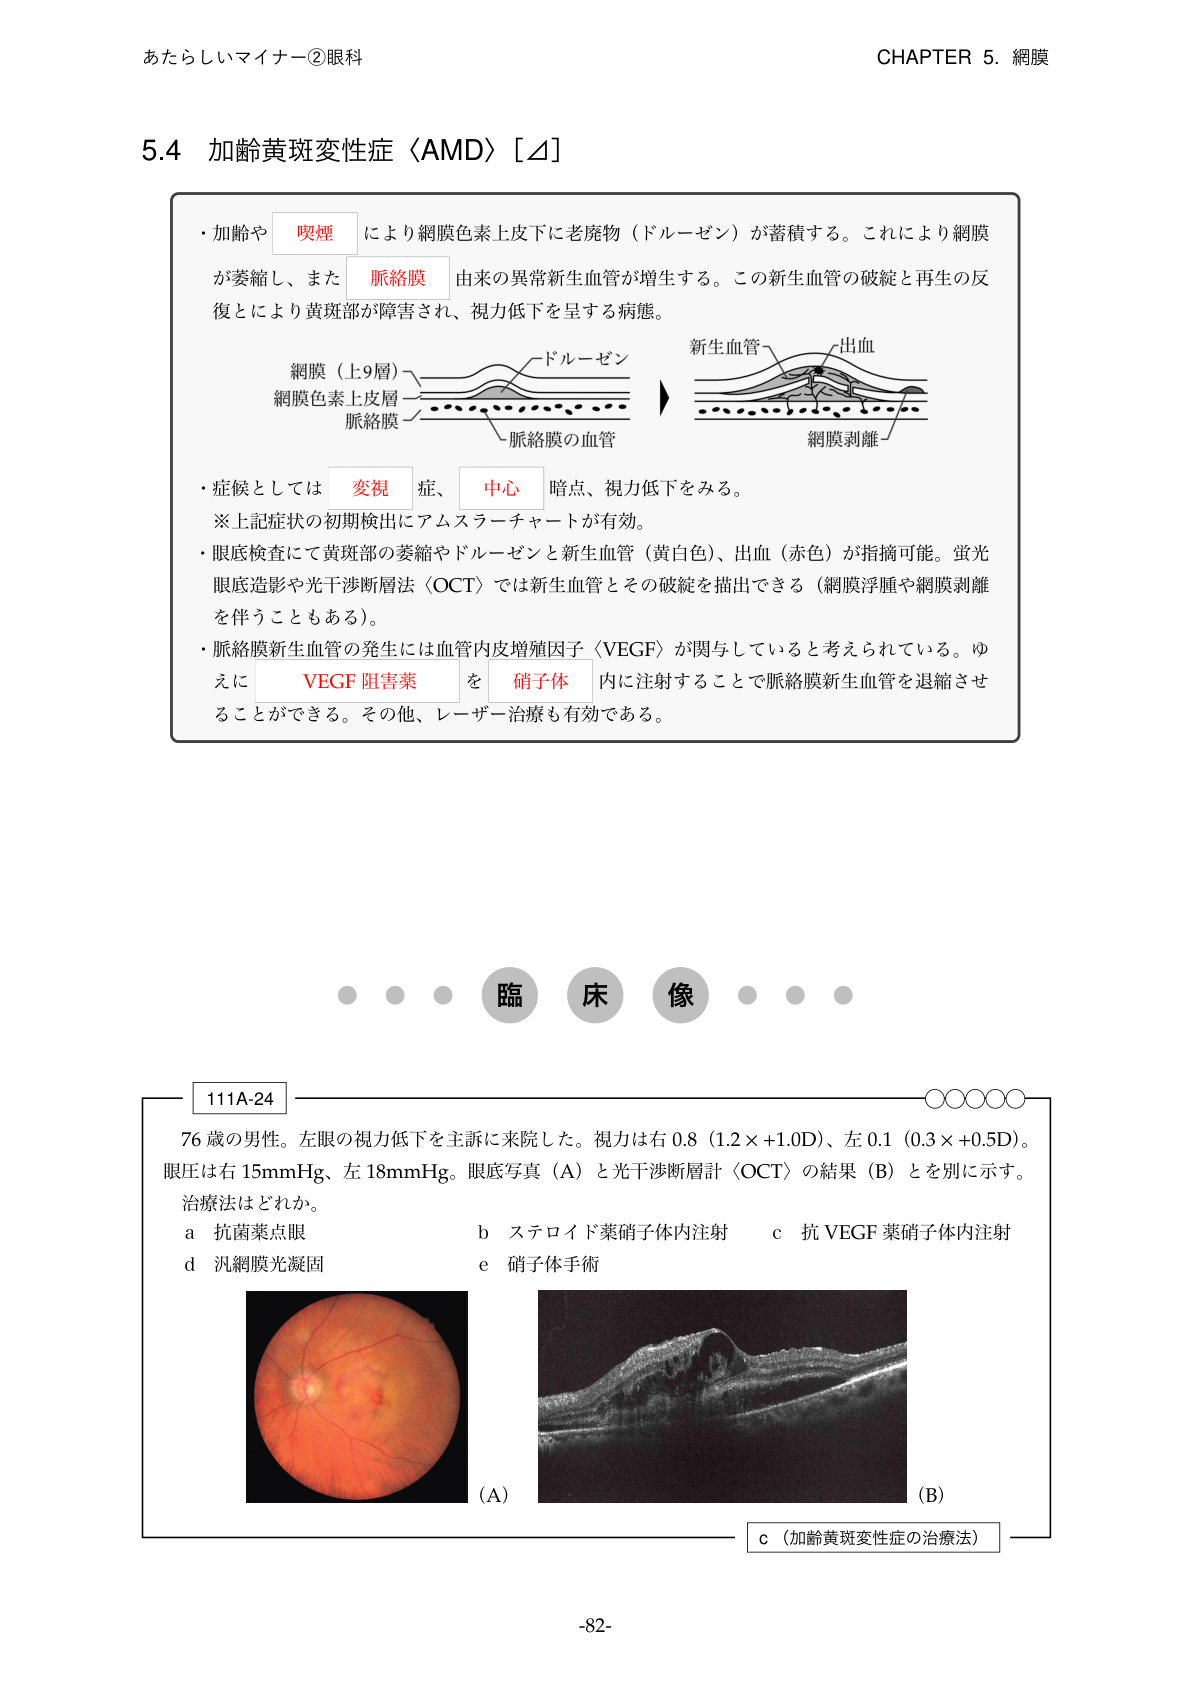 あたらしいマイナー②眼科
CHAPTER 5. 網膜
5.4 加齢黄斑変性症〈AMD〉[⊿]
・加齢や 喫煙 により網膜色素上皮下に老廃物（ドルーゼン）が蓄積する。これにより網膜
が萎縮し、また 脈絡膜 由来の異常新生血管が増生する。この新生血管の破綻と再生の反
復とにより黄斑部が障害され、視力低下を呈する病態。
網膜（上9層）
網膜色素上皮層
脈絡膜
ドルーゼン
脈絡膜の血管
新生血管
出血
網膜剥離
・症候としては 変視 症、 中心 暗点、視力低下をみる。
※上記症状の初期検出にアムスラーチャートが有効。
・眼底検査にて黄斑部の萎縮やドルーゼンと新生血管（黄白色）、出血（赤色）が指摘可能。蛍光
眼底造影や光干渉断層法〈OCT〉では新生血管とその破綻を描出できる（網膜浮腫や網膜剥離
を伴うこともある）。
・脈絡膜新生血管の発生には血管内皮増殖因子〈VEGF〉が関与していると考えられている。ゆ
えに VEGF 阻害薬 を 硝子体 内に注射することで脈絡膜新生血管を退縮させ
ることができる。その他、レーザー治療も有効である。
臨床像
111A-24
76 歳の男性。左眼の視力低下を主訴に来院した。視力は右 0.8（1.2 × +1.0D）、左 0.1（0.3 × +0.5D）。
眼圧は右 15mmHg、左 18mmHg。眼底写真（A）と光干渉断層計〈OCT〉の結果（B）とを別に示す。
治療法はどれか。
a 抗菌薬点眼 b ステロイド薬硝子体内注射 c 抗 VEGF 薬硝子体内注射
d 汎網膜光凝固 e 硝子体手術
（A）
（B）
c （加齢黄斑変性症の治療法）
-82-